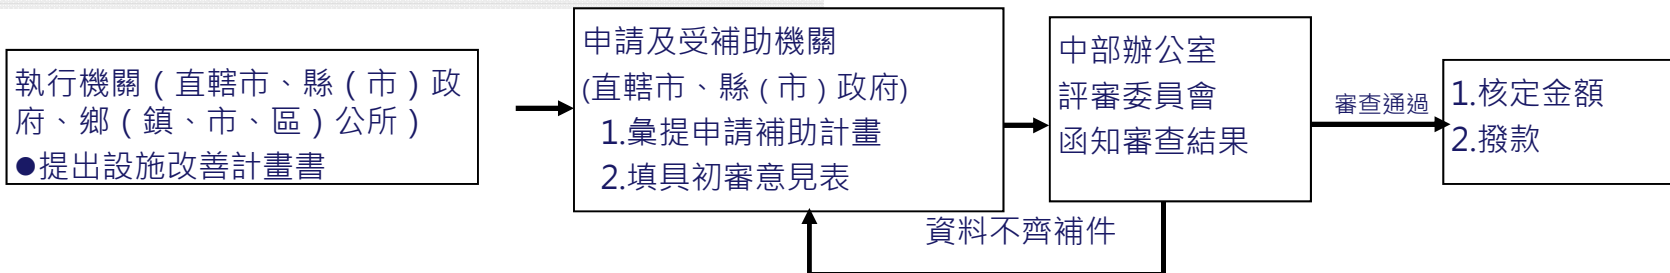 執行機關（直轄市、縣（市）政
府、鄉（鎮、市、區）公所）
●提出設施改善計畫書
申請及受補助機關
(直轄市、縣（市）政府)
1.彙提申請補助計畫
2.填具初審意見表
中部辦公室
評審委員會
函知審查結果
審查通過
1.核定金額
2.撥款
資料不齊補件